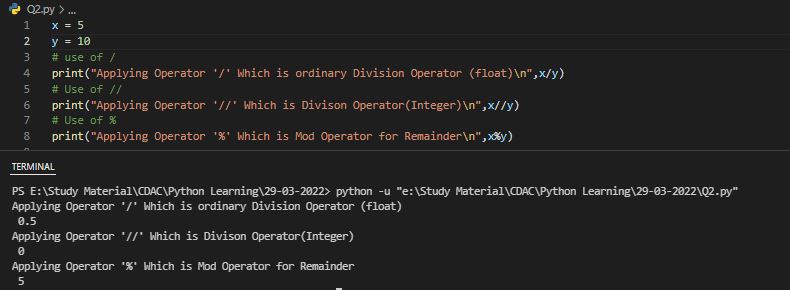 Q2.py > ...
1 x = 5
2 y = 10
3 # use of /
4 print("Applying Operator '/' Which is ordinary Division Operator (float)\n",x/y)
5 # Use of //
6 print("Applying Operator '//' Which is Divison Operator(Integer)\n",x//y)
7 # Use of %
8 print("Applying Operator '%' Which is Mod Operator for Remainder\n",x%y)
TERMINAL
PS E:\Study Material\CDAC\Python Learning\29-03-2022> python -u "e:\Study Material\CDAC\Python Learning\29-03-2022\Q2.py"
Applying Operator '/' Which is ordinary Division Operator (float)
 0.5
Applying Operator '//' Which is Divison Operator(Integer)
 0
Applying Operator '%' Which is Mod Operator for Remainder
 5